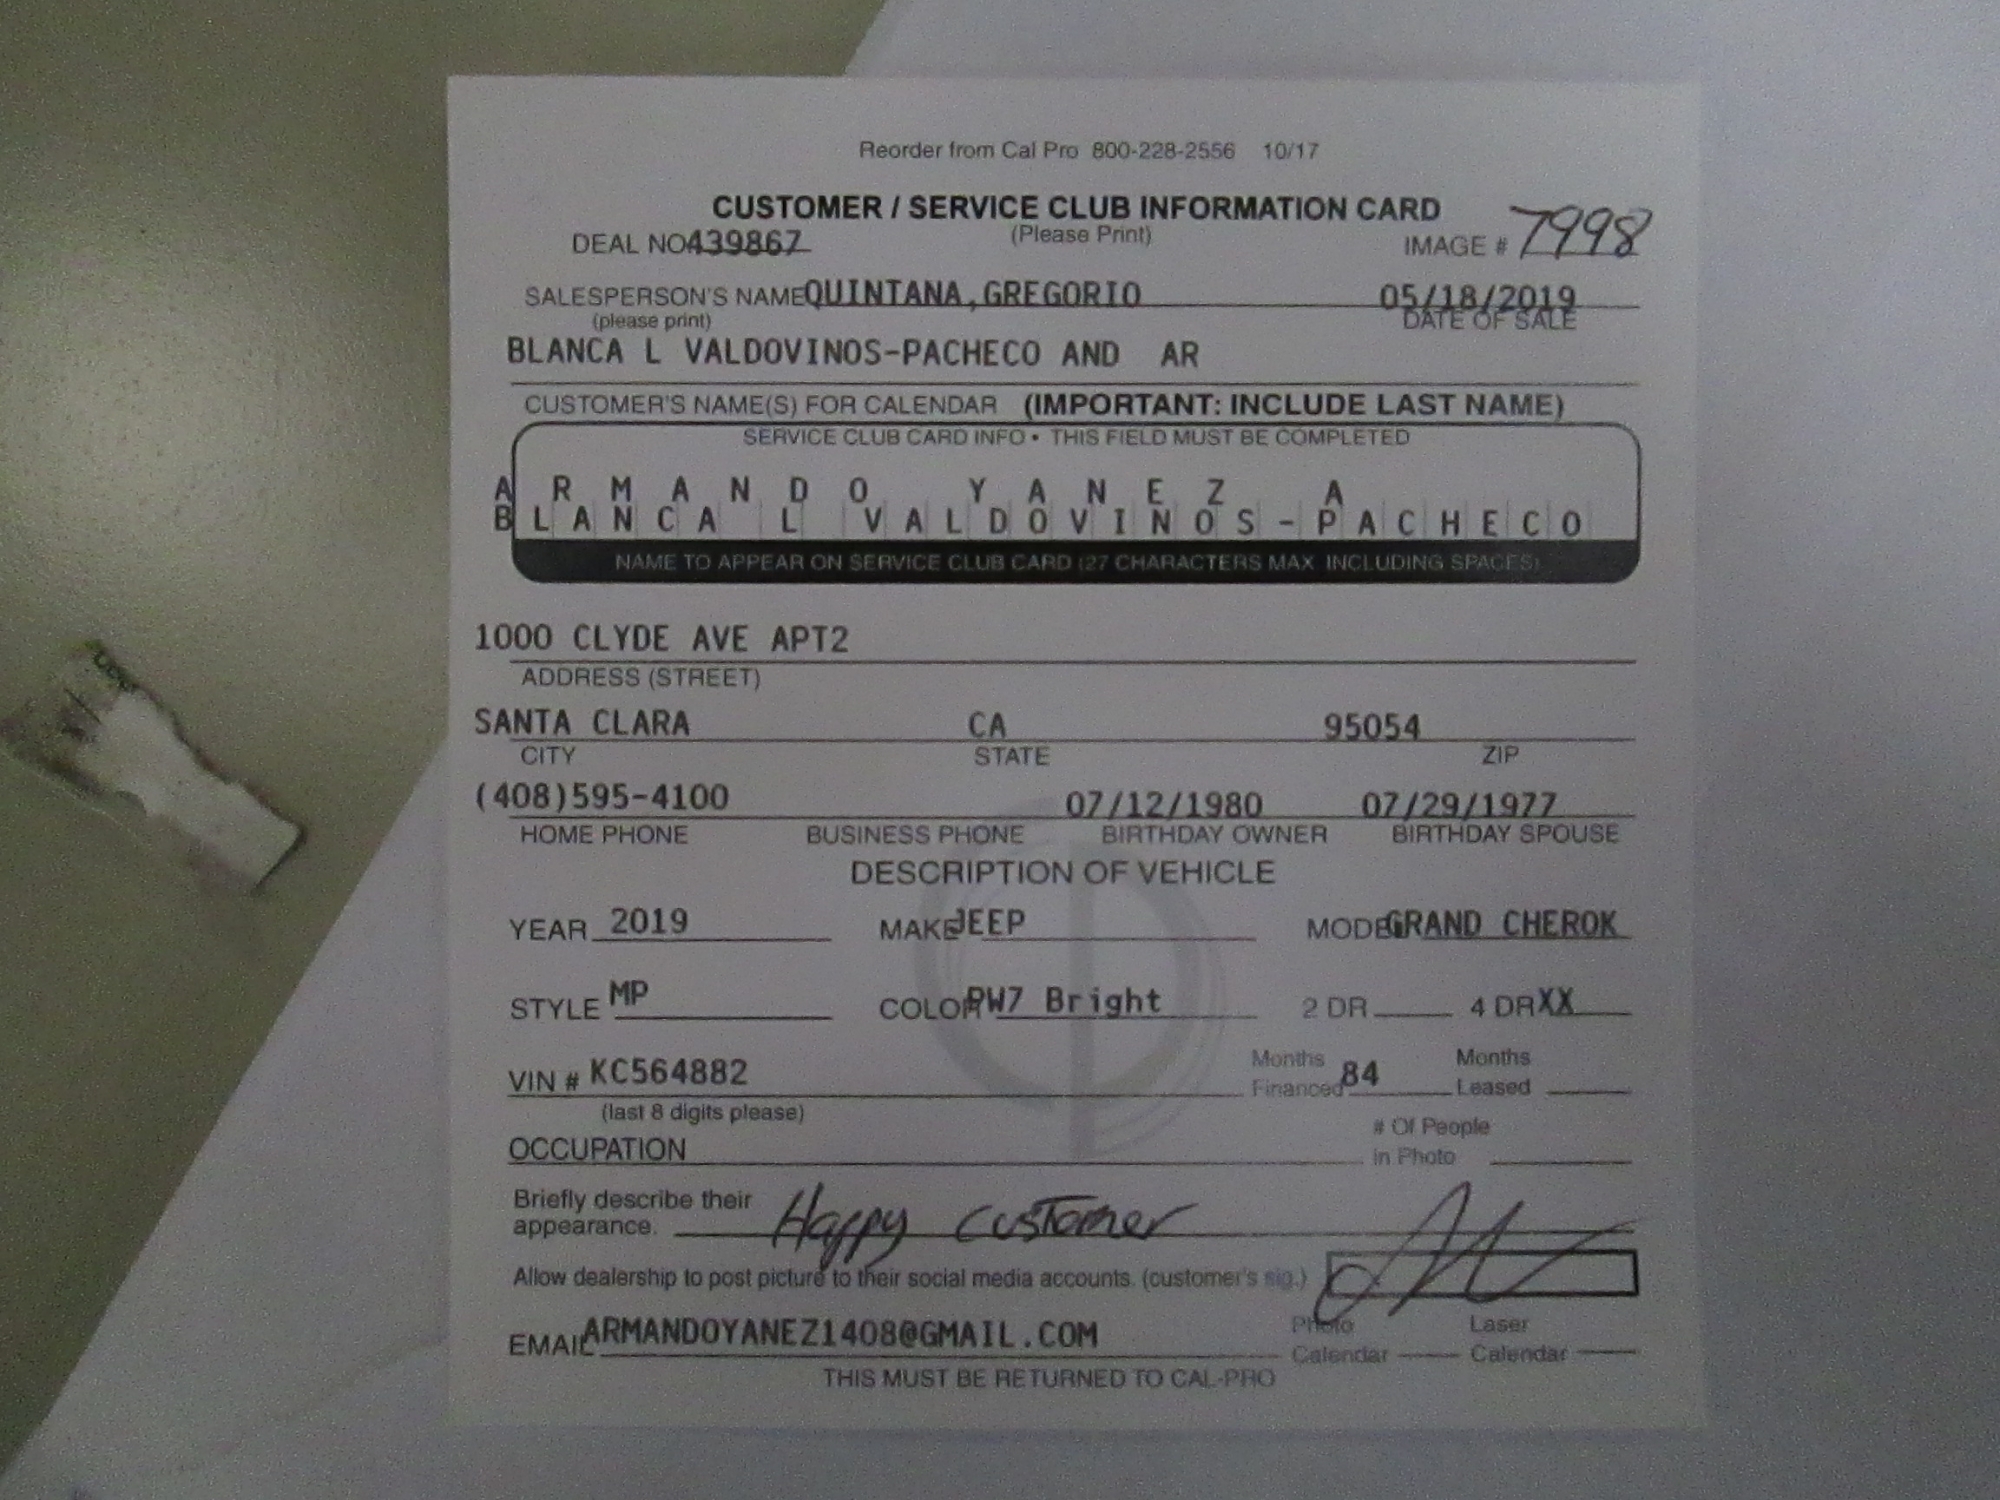 Reorder from Cal Pro 800-228-2556 10/17
CUSTOMER / SERVICE CLUB INFORMATION CARD
(Please Print)
DEAL NO 439867
IMAGE # 7998
SALESPERSON'S NAME QUINTANA,GREGORIO 05/18/2019
(please print) DATE OF SALE
BLANCA L VALDOVINOS-PACHECO AND AR
CUSTOMER'S NAME(S) FOR CALENDAR (IMPORTANT: INCLUDE LAST NAME)
SERVICE CLUB CARD INFO • THIS FIELD MUST BE COMPLETED
ARMANDO YANEZ A
BLANCA L VALDOVINOS-PACHECO
NAME TO APPEAR ON SERVICE CLUB CARD (27 CHARACTERS MAX INCLUDING SPACES)
1000 CLYDE AVE APT2
ADDRESS (STREET)
SANTA CLARA CA 95054
CITY STATE ZIP
(408)595-4100 07/12/1980 07/29/1977
HOME PHONE BUSINESS PHONE BIRTHDAY OWNER BIRTHDAY SPOUSE
DESCRIPTION OF VEHICLE
YEAR 2019 MAKE JEEP MODEL GRAND CHEROK
STYLE MP COLOR PW7 Bright 2 DR 4 DR XX
VIN # KC564882 Months Financed 84 Months Leased
(last 8 digits please)
OCCUPATION # Of People in Photo
Briefly describe their appearance. Happy customer
Allow dealership to post picture to their social media accounts. (customer's sig.)
EMAIL ARMANDOYANEZ1408@GMAIL.COM Photo Calendar Laser Calendar
THIS MUST BE RETURNED TO CAL-PRO